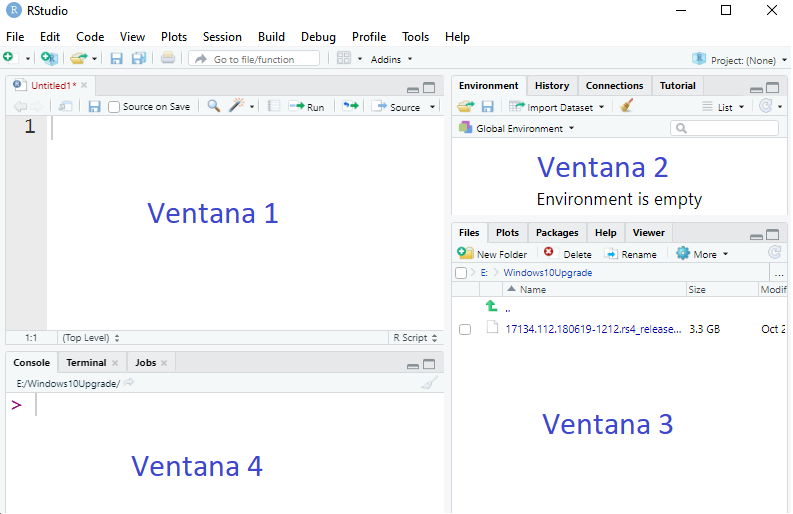 RStudio
File Edit Code View Plots Session Build Debug Profile Tools Help
Go to file/function Addins Project: (None)
Untitled1*
Source on Save Run Source
1
Ventana 1
1:1 (Top Level) R Script
Console Terminal Jobs
E:/Windows10Upgrade/
>
Ventana 4
Environment History Connections Tutorial
Import Dataset List
Global Environment
Ventana 2
Environment is empty
Files Plots Packages Help Viewer
New Folder Delete Rename More
E: Windows10Upgrade ...
Name Size Modif
..
17134.112.180619-1212.rs4_release... 3.3 GB Oct 2
Ventana 3